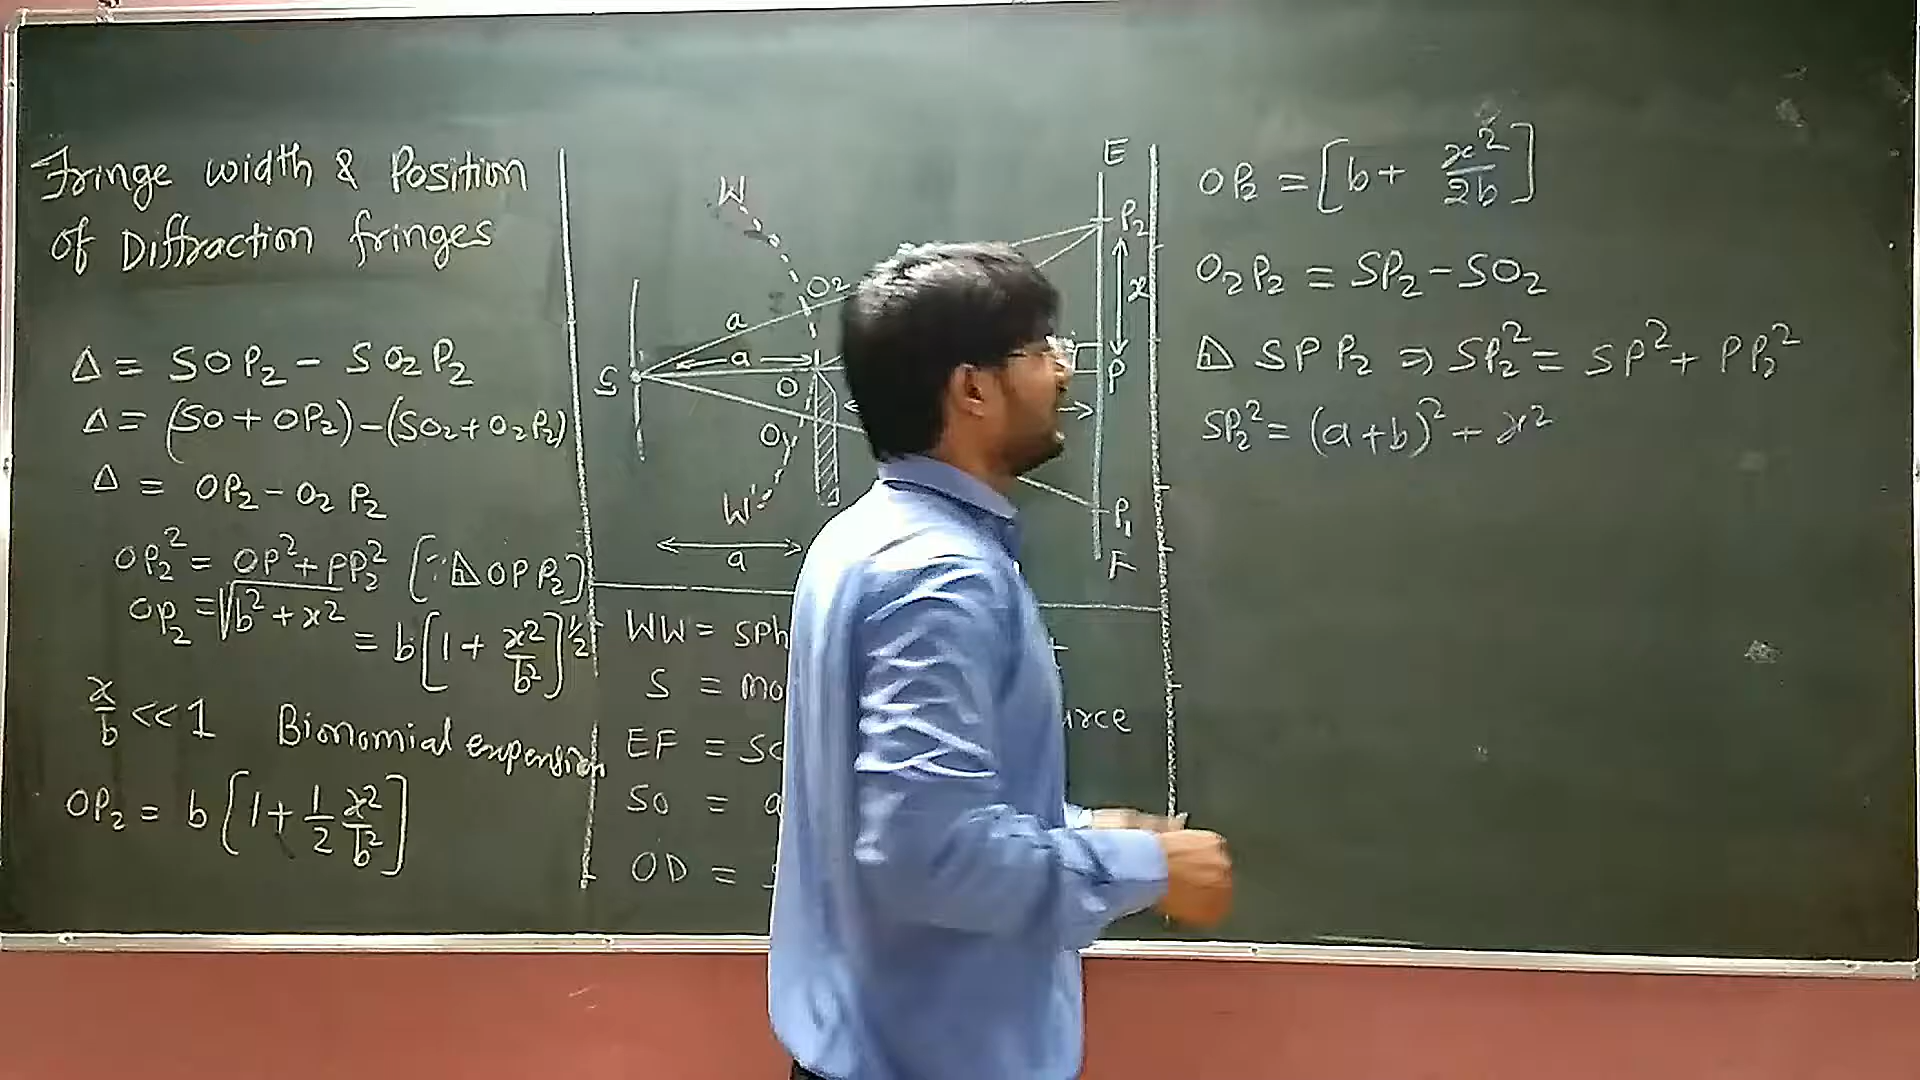 Fringe width & Position
of Diffraction fringes
Δ = SOP₂ – SO₂P₂
Δ = (SO + OP₂) – (SO₂ + O₂P₂)
Δ = OP₂ – O₂P₂
OP₂² = OP² + PP₂² [∵ ⊿OPP₂]
OP₂ = √b² + x²
= b[1 + x²/b²]^½
x/b << 1 Binomial expension
OP₂ = b[1 + 1/2 x²/b²]
W
O₂
a
a
S
O
O₁
W'
a
E
P₂
x
P
P₁
F
WW = Sph
S = mo urce
EF = Sc
SO = a
OD =
OP₂ = [b + x²/2b]
O₂P₂ = SP₂ – SO₂
⊿ SPP₂ ⇒ SP₂² = SP² + PP₂²
SP₂² = (a+b)² + x²